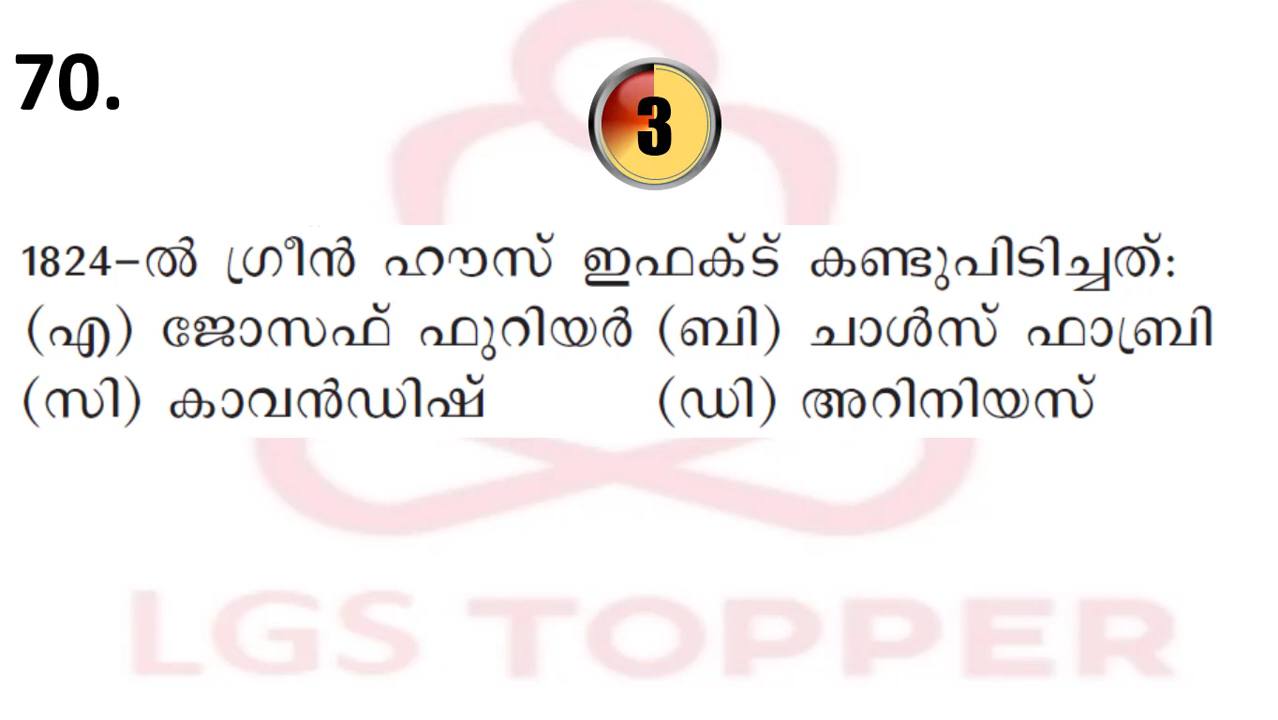 70.
3
1824-ൽ ഗ്രീൻ ഹൗസ് ഇഫക്ട് കണ്ടുപിടിച്ചത്:
(എ) ജോസഫ് ഫുറിയർ (ബി) ചാൾസ് ഫാബ്രി
(സി) കാവൻഡിഷ് (ഡി) അറിനിയസ്
LGS TOPPER